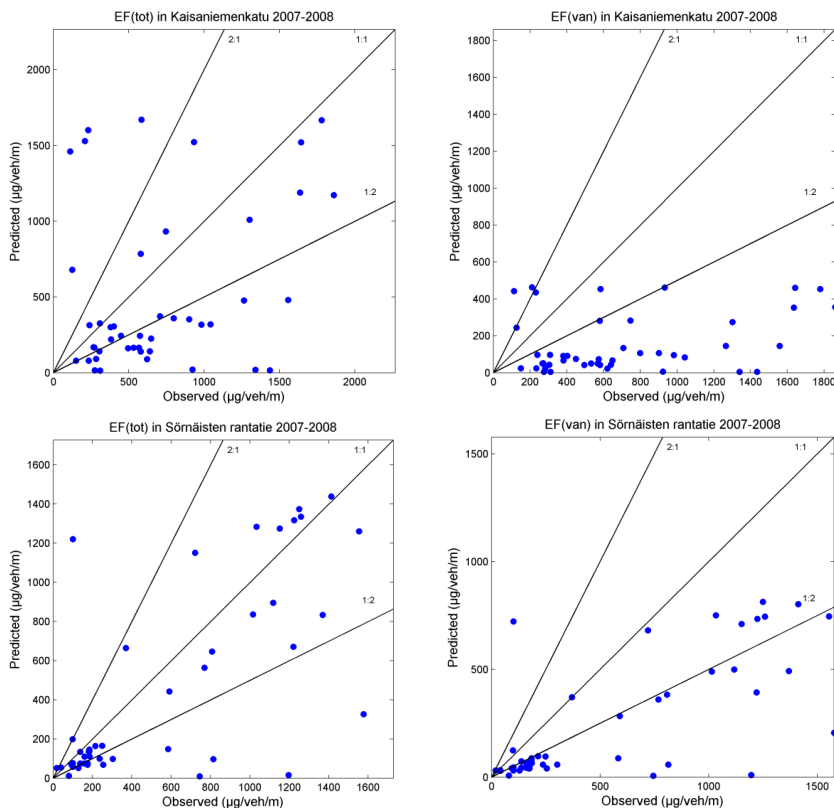 EF(tot) in Kaisaniemenkatu 2007-2008
2:1
1:1
1:2
Predicted (µg/veh/m)
2000
1500
1000
500
0
0 500 1000 1500 2000
Observed (µg/veh/m)
EF(van) in Kaisaniemenkatu 2007-2008
2:1
1:1
1:2
Predicted (µg/veh/m)
1800
1600
1400
1200
1000
800
600
400
200
0
0 200 400 600 800 1000 1200 1400 1600 1800
Observed (µg/veh/m)
EF(tot) in Sörnäisten rantatie 2007-2008
2:1
1:1
1:2
Predicted (µg/veh/m)
1600
1400
1200
1000
800
600
400
200
0
0 200 400 600 800 1000 1200 1400 1600
Observed (µg/veh/m)
EF(van) in Sörnäisten rantatie 2007-2008
2:1
1:1
1:2
Predicted (µg/veh/m)
1500
1000
500
0
0 500 1000 1500
Observed (µg/veh/m)